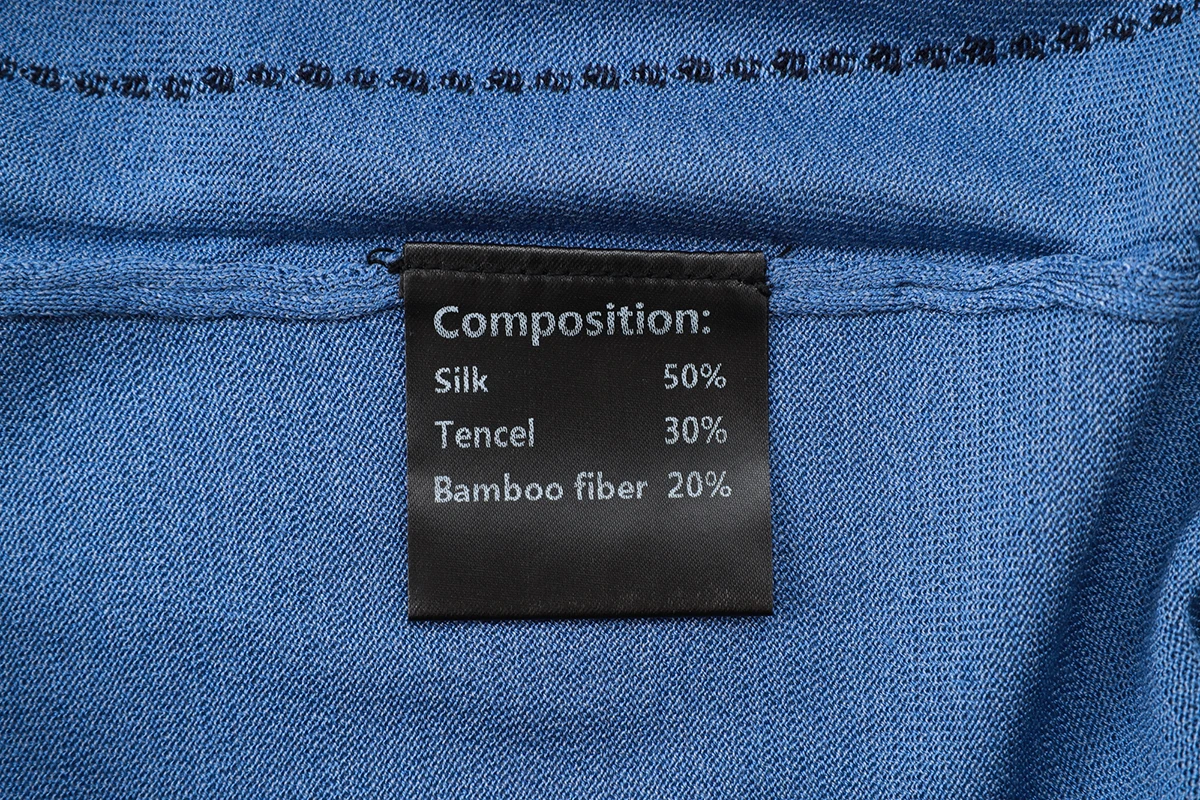 Composition:
Silk 50%
Tencel 30%
Bamboo fiber 20%